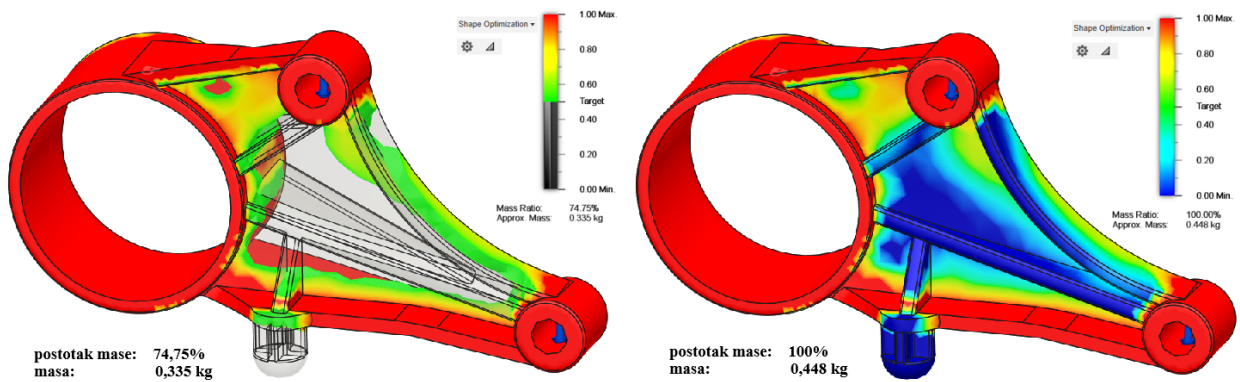 Shape Optimization
1.00 Max.
0.80
0.60
Target
0.40
0.20
0.00 Min.
Mass Ratio: 74.75%
Approx. Mass: 0.335 kg
postotak mase: 74,75%
masa: 0,335 kg
Shape Optimization
1.00 Max.
0.80
0.60
Target
0.40
0.20
0.00 Min.
Mass Ratio: 100.00%
Approx. Mass: 0.448 kg
postotak mase: 100%
masa: 0,448 kg